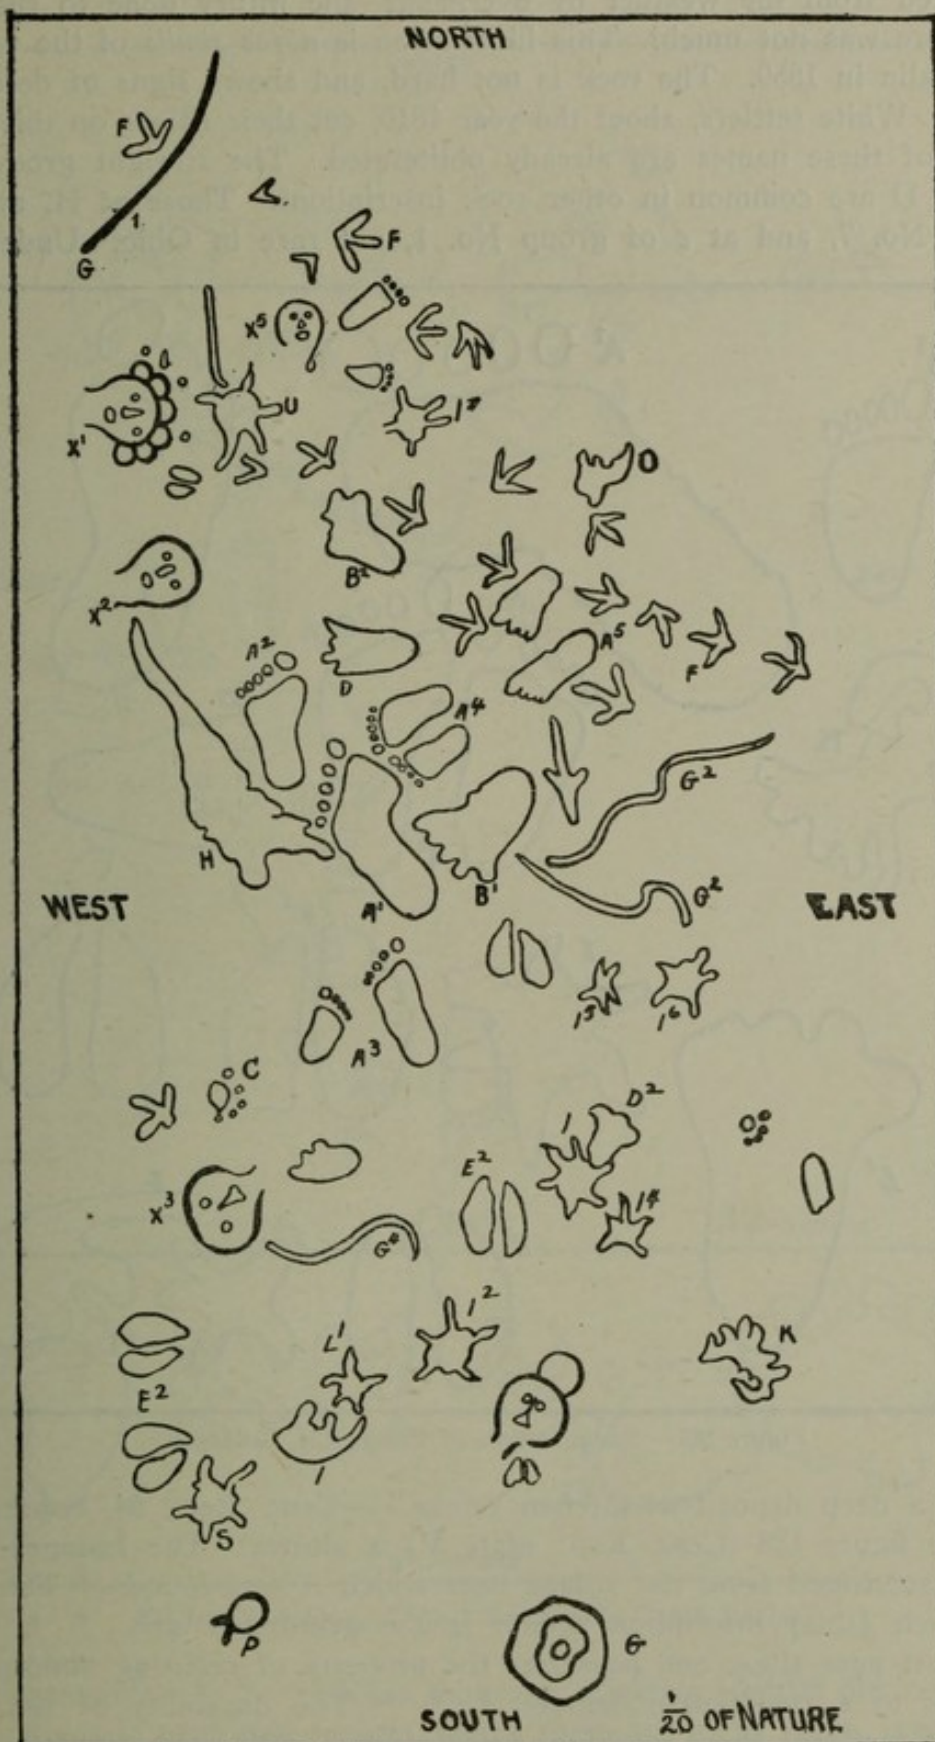 NORTH
F
1
G
F
X⁵
U
1⁷
X¹
O
B²
X²
A²
D
A⁵
F
A⁴
G²
H
A¹
B¹
G²
WEST
EAST
1⁵
1⁶
A³
C
D²
1
E²
X³
1⁴
1²
L¹
K
E²
1
S
P
G
SOUTH
1/20 OF NATURE